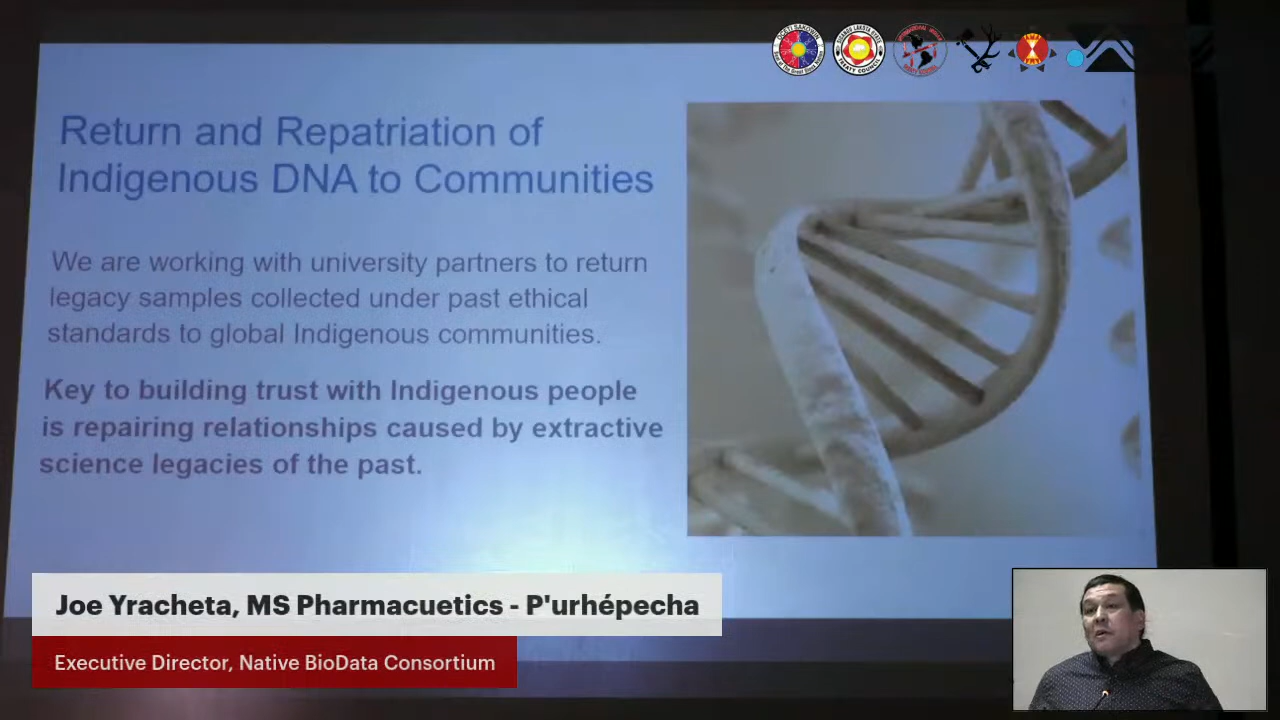 Return and Repatriation of
Indigenous DNA to Communities
We are working with university partners to return
legacy samples collected under past ethical
standards to global Indigenous communities.
Key to building trust with Indigenous people
is repairing relationships caused by extractive
science legacies of the past.
Joe Yracheta, MS Pharmacuetics - P'urhépecha
Executive Director, Native BioData Consortium